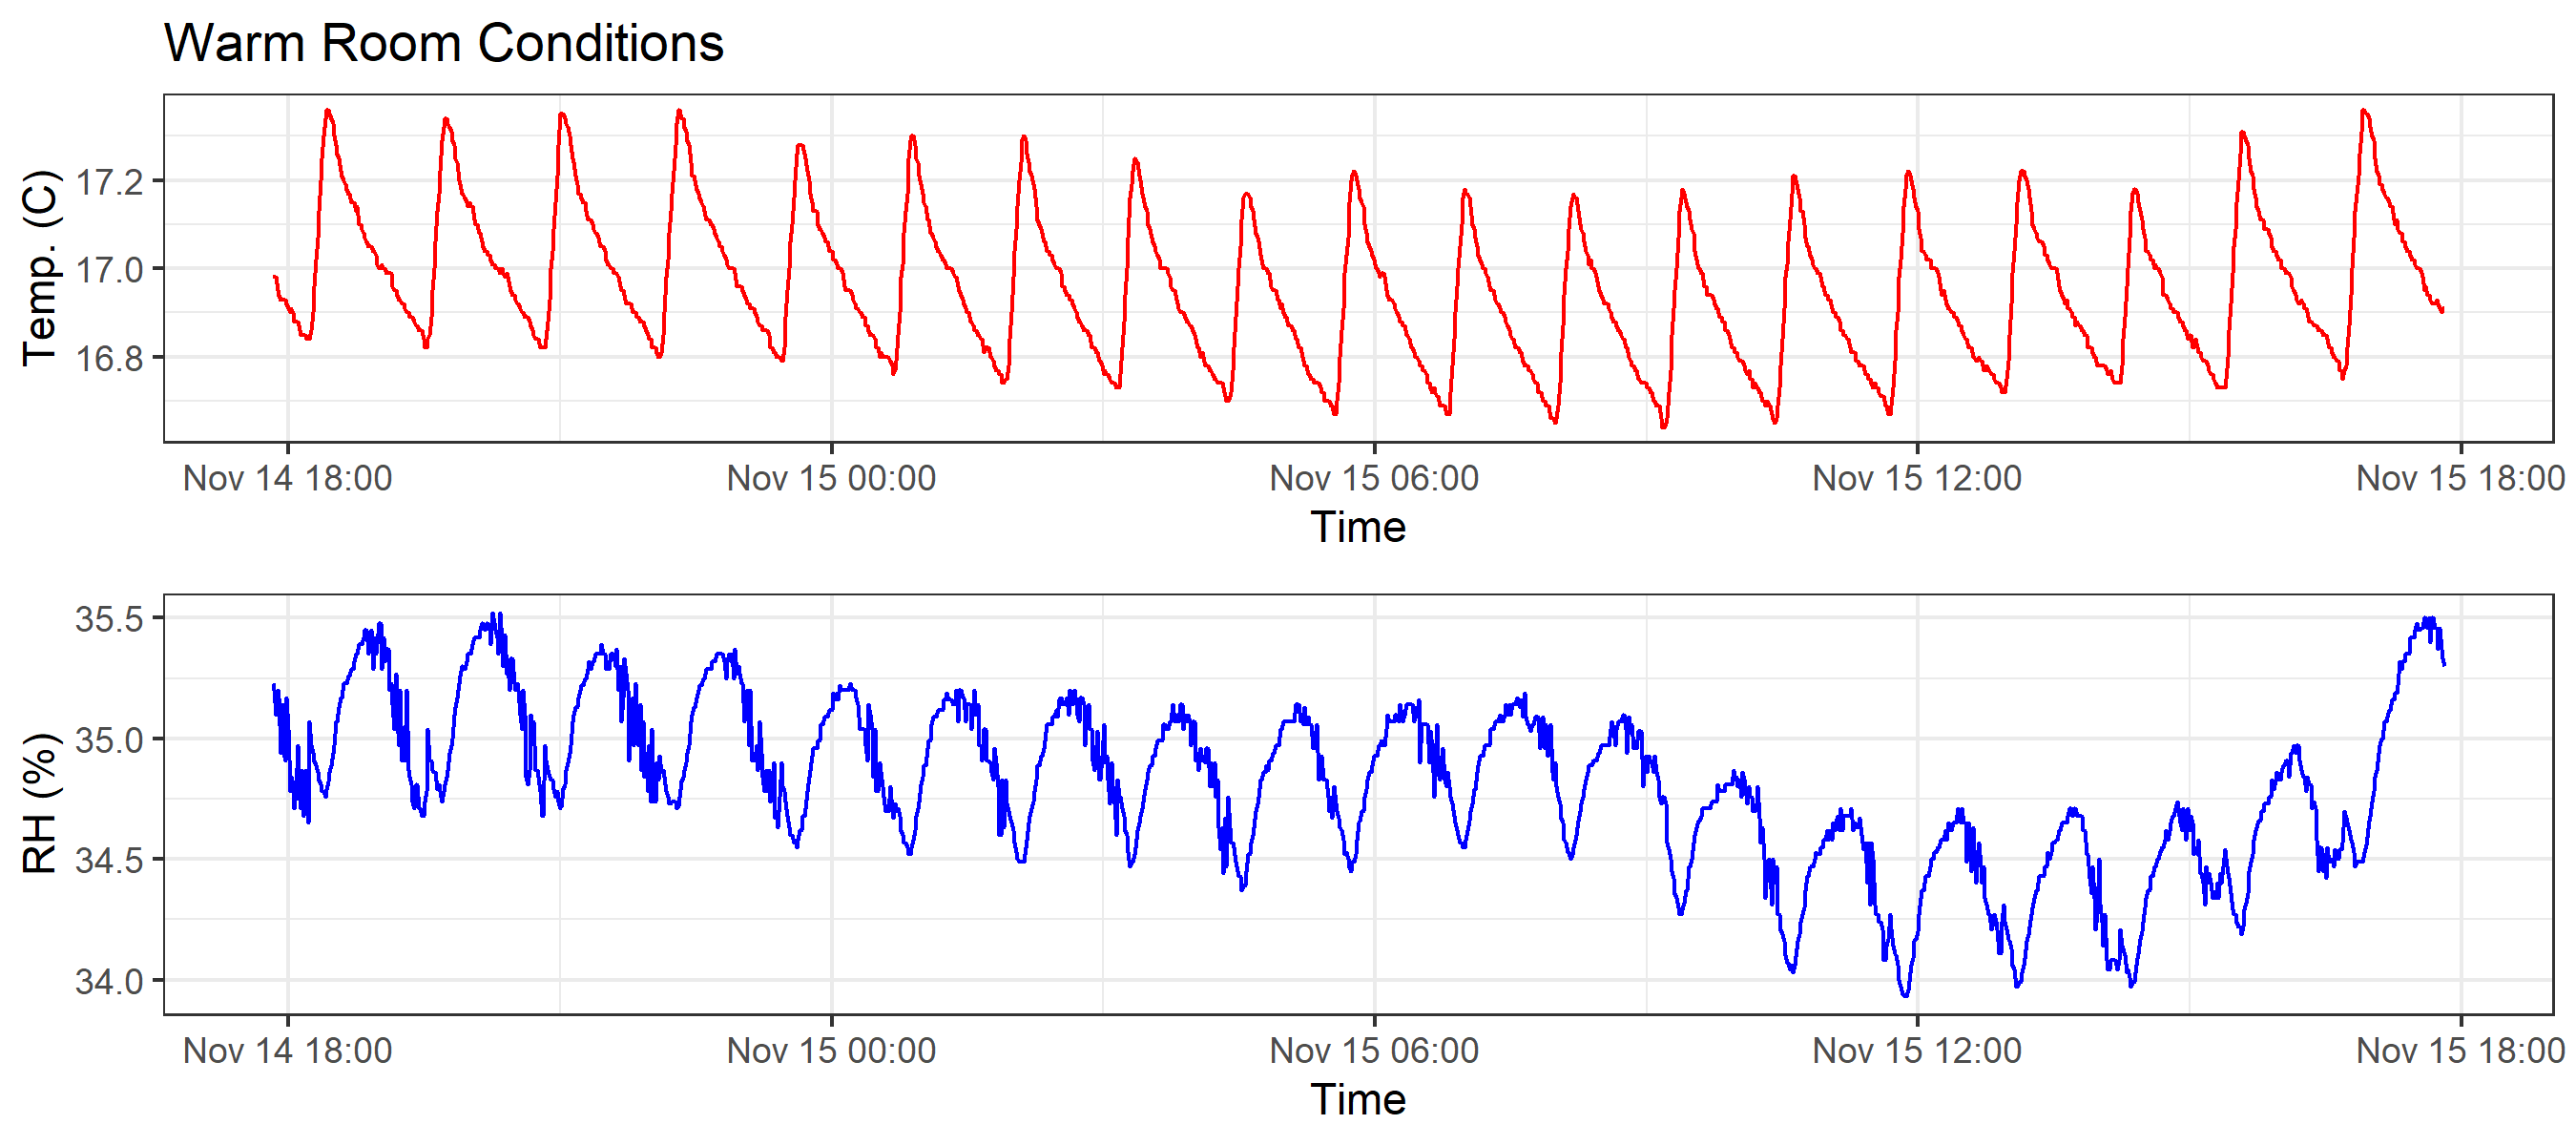 Warm Room Conditions
Temp. (C)
17.2
17.0
16.8
Nov 14 18:00 Nov 15 00:00 Nov 15 06:00 Nov 15 12:00 Nov 15 18:00
Time
RH (%)
35.5
35.0
34.5
34.0
Nov 14 18:00 Nov 15 00:00 Nov 15 06:00 Nov 15 12:00 Nov 15 18:00
Time